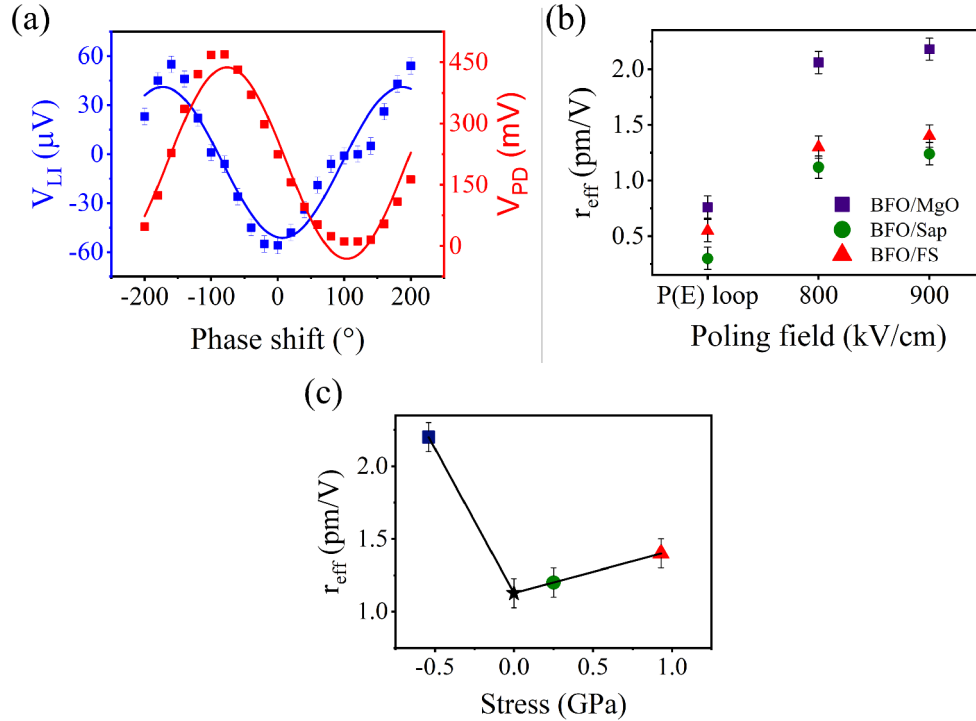 (a)
60
30
0
-30
-60
V_LI (µV)
450
300
150
0
V_PD (mV)
-200 -100 0 100 200
Phase shift (°)
(b)
2.0
1.5
1.0
0.5
r_eff (pm/V)
BFO/MgO
BFO/Sap
BFO/FS
P(E) loop 800 900
Poling field (kV/cm)
(c)
2.0
1.5
1.0
r_eff (pm/V)
-0.5 0.0 0.5 1.0
Stress (GPa)